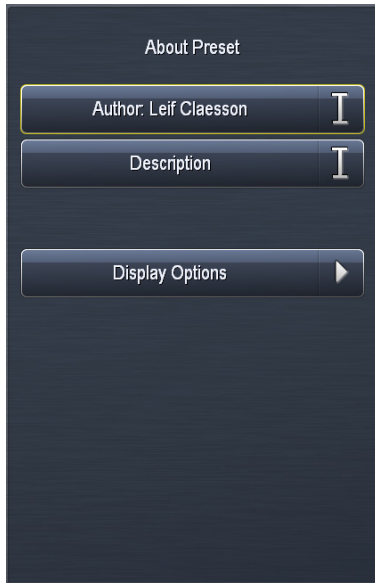 About Preset
Author: Leif Claesson
Description
Display Options